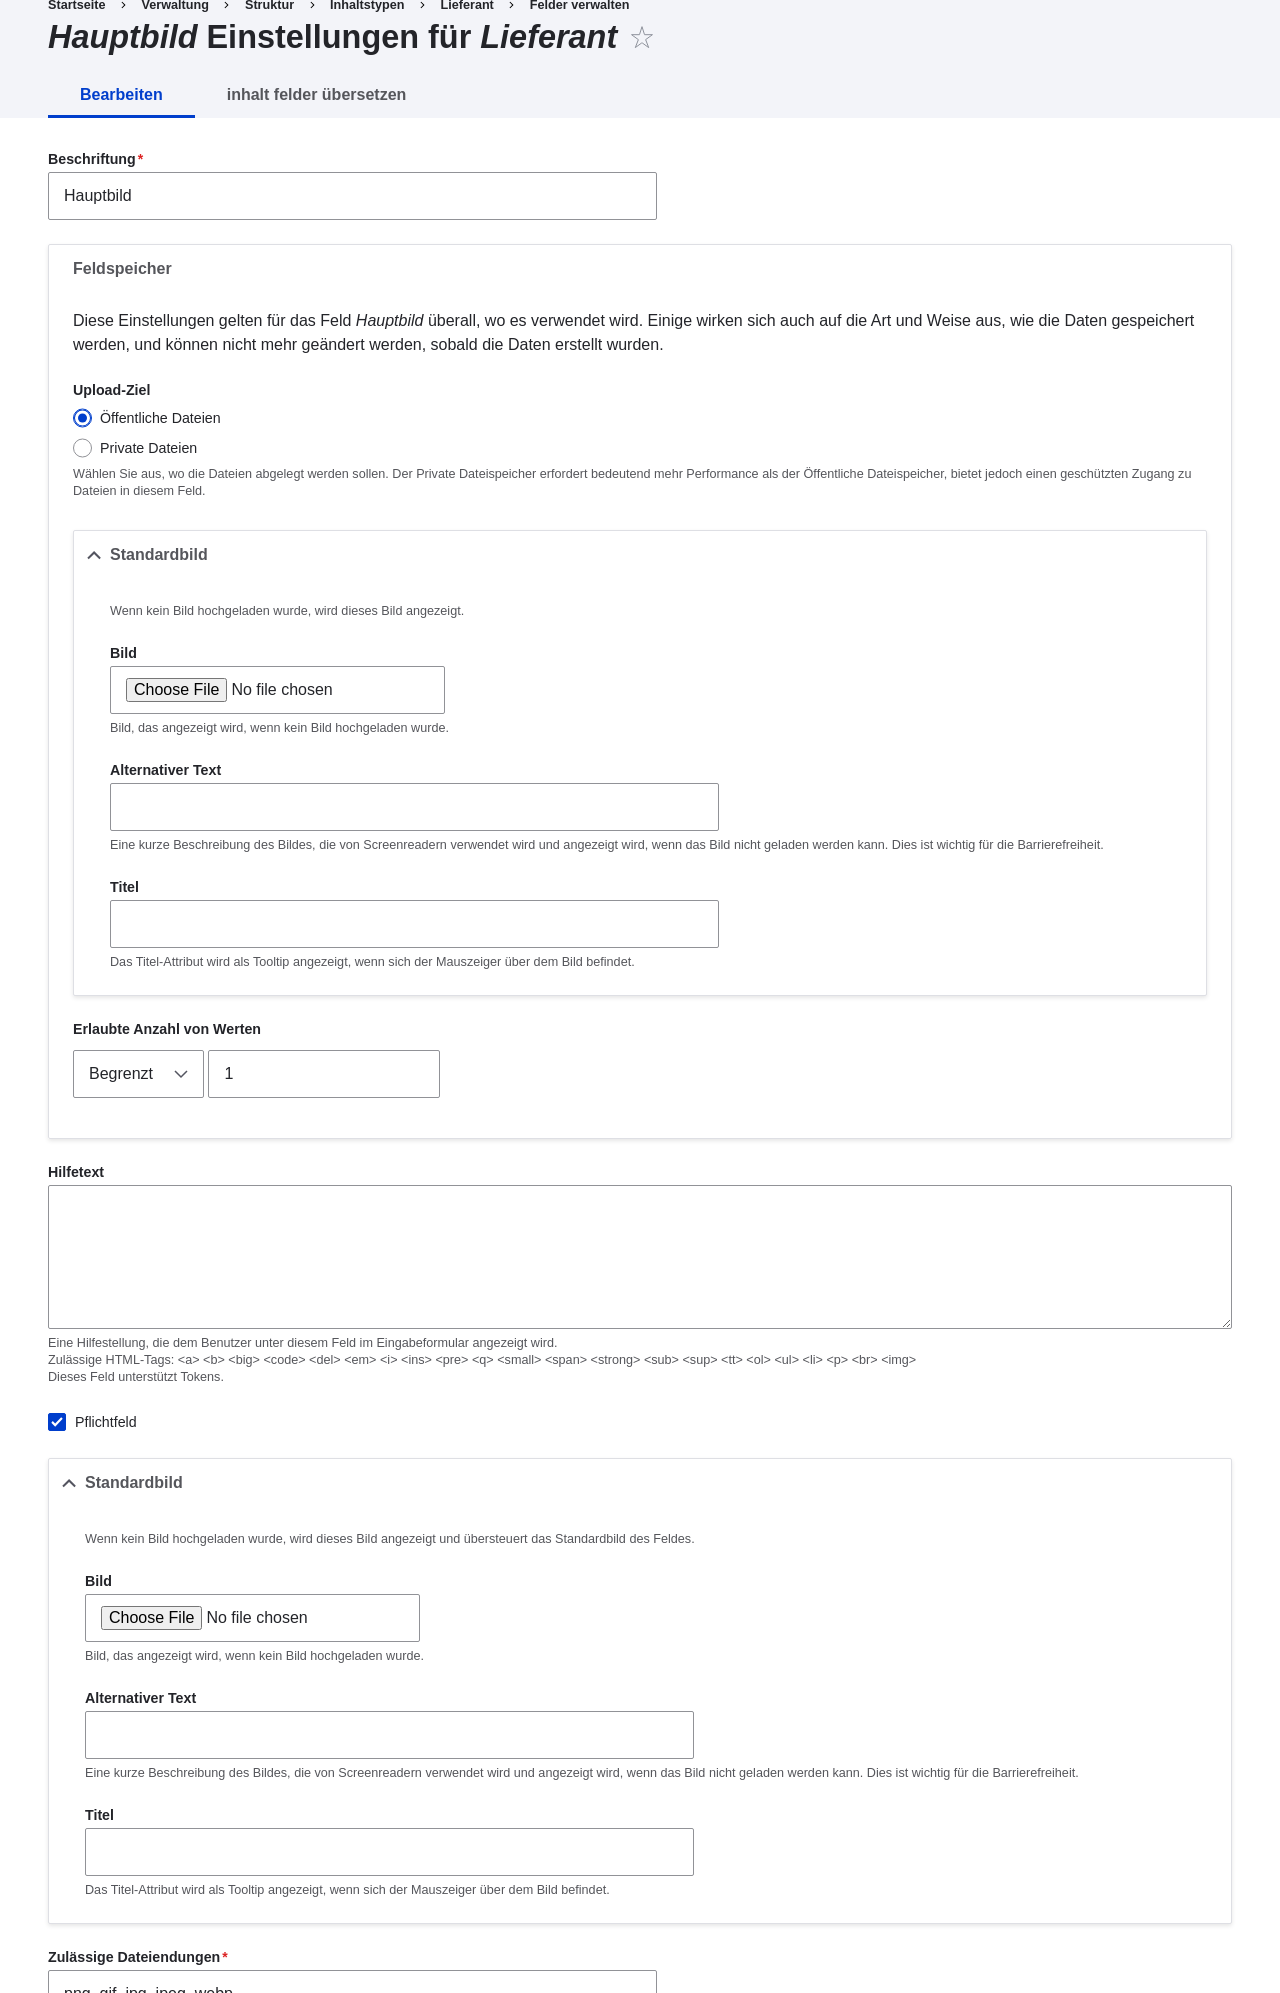 Startseite › Verwaltung › Struktur › Inhaltstypen › Lieferant › Felder verwalten
Hauptbild Einstellungen für Lieferant ☆
Bearbeiten inhalt felder übersetzen
Beschriftung*
Hauptbild
Feldspeicher
Diese Einstellungen gelten für das Feld Hauptbild überall, wo es verwendet wird. Einige wirken sich auch auf die Art und Weise aus, wie die Daten gespeichert
werden, und können nicht mehr geändert werden, sobald die Daten erstellt wurden.
Upload-Ziel
Öffentliche Dateien
Private Dateien
Wählen Sie aus, wo die Dateien abgelegt werden sollen. Der Private Dateispeicher erfordert bedeutend mehr Performance als der Öffentliche Dateispeicher, bietet jedoch einen geschützten Zugang zu
Dateien in diesem Feld.
Standardbild
Wenn kein Bild hochgeladen wurde, wird dieses Bild angezeigt.
Bild
Choose File No file chosen
Bild, das angezeigt wird, wenn kein Bild hochgeladen wurde.
Alternativer Text
Eine kurze Beschreibung des Bildes, die von Screenreadern verwendet wird und angezeigt wird, wenn das Bild nicht geladen werden kann. Dies ist wichtig für die Barrierefreiheit.
Titel
Das Titel-Attribut wird als Tooltip angezeigt, wenn sich der Mauszeiger über dem Bild befindet.
Erlaubte Anzahl von Werten
Begrenzt 1
Hilfetext
Eine Hilfestellung, die dem Benutzer unter diesem Feld im Eingabeformular angezeigt wird.
Zulässige HTML-Tags: <a> <b> <big> <code> <del> <em> <i> <ins> <pre> <q> <small> <span> <strong> <sub> <sup> <tt> <ol> <ul> <li> <p> <br> <img>
Dieses Feld unterstützt Tokens.
Pflichtfeld
Standardbild
Wenn kein Bild hochgeladen wurde, wird dieses Bild angezeigt und übersteuert das Standardbild des Feldes.
Bild
Choose File No file chosen
Bild, das angezeigt wird, wenn kein Bild hochgeladen wurde.
Alternativer Text
Eine kurze Beschreibung des Bildes, die von Screenreadern verwendet wird und angezeigt wird, wenn das Bild nicht geladen werden kann. Dies ist wichtig für die Barrierefreiheit.
Titel
Das Titel-Attribut wird als Tooltip angezeigt, wenn sich der Mauszeiger über dem Bild befindet.
Zulässige Dateiendungen*
png, gif, jpg, jpeg, webp